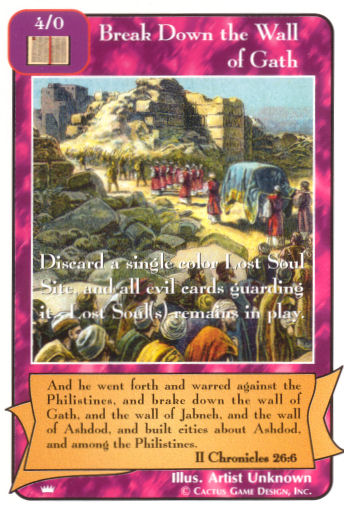 4/0
Break Down the Wall
of Gath
Discard a single color Lost Soul
Site, and all evil cards guarding
it. Lost Soul(s) remains in play.
And he went forth and warred against the
Philistines, and brake down the wall of
Gath, and the wall of Jabneh, and the wall
of Ashdod, and built cities about Ashdod,
and among the Philistines.
II Chronicles 26:6
Illus. Artist Unknown
© Cactus Game Design, Inc.